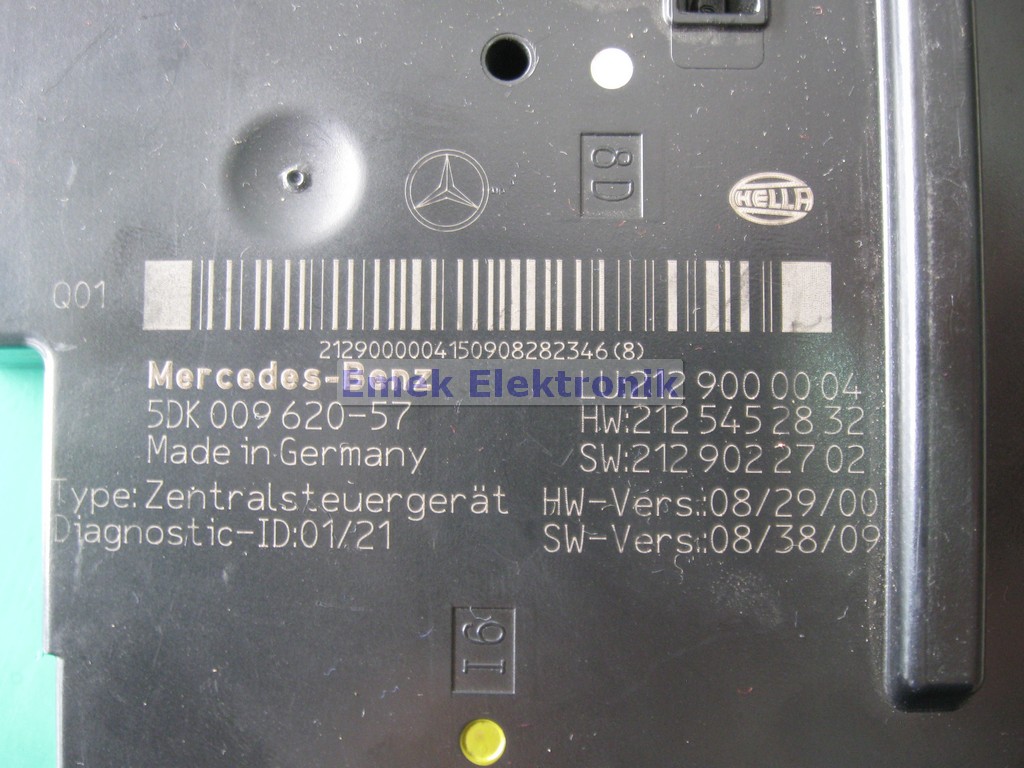 8D
HELLA
Q01
2129000004150908282346(8)
Mercedes-Benz
Emek Elektronik
LU:212 900 00 04
5DK 009 620-57
HW:212 545 28 32
Made in Germany
SW:212 902 27 02
Type: Zentralsteuergerät
HW-Vers.:08/29/00
Diagnostic-ID:01/21
SW-Vers.:08/38/09